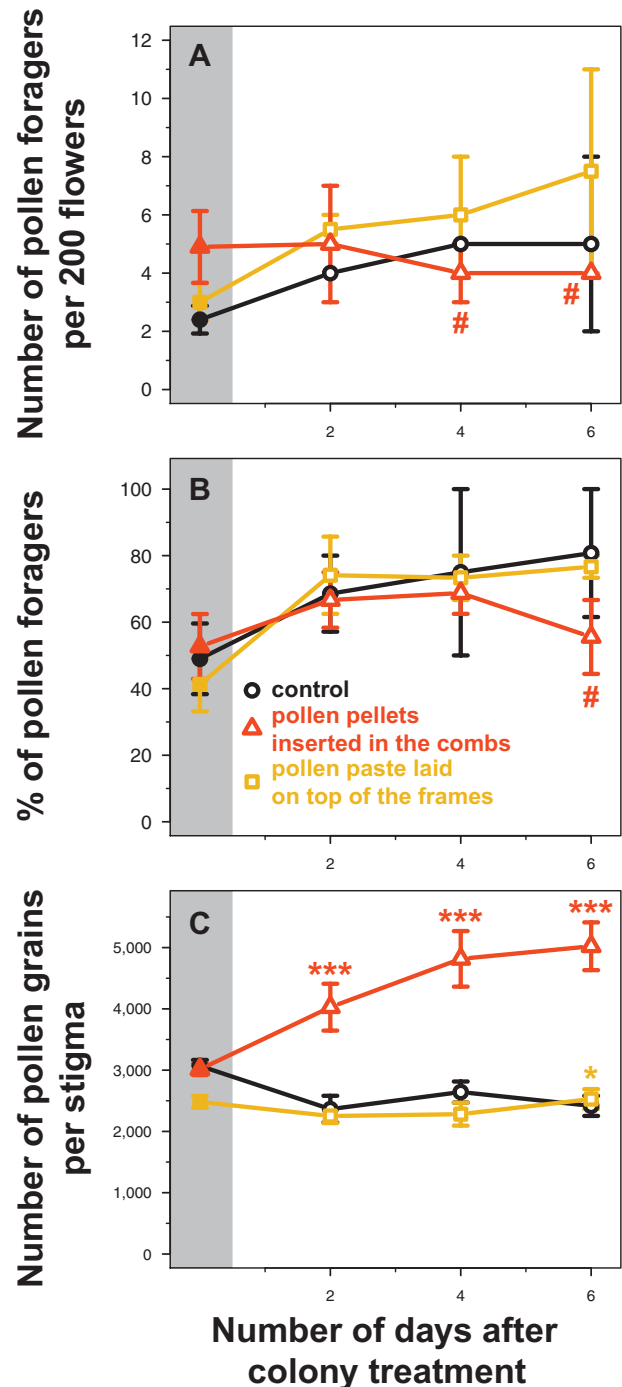 A
Number of pollen foragers
per 200 flowers
12
10
8
6
4
2
0
#
#
2
4
6
B
% of pollen foragers
100
80
60
40
20
0
#
control
pollen pellets
inserted in the combs
pollen paste laid
on top of the frames
2
4
6
C
Number of pollen grains
per stigma
5,000
4,000
3,000
2,000
1,000
0
***
***
***
*
2
4
6
Number of days after
colony treatment